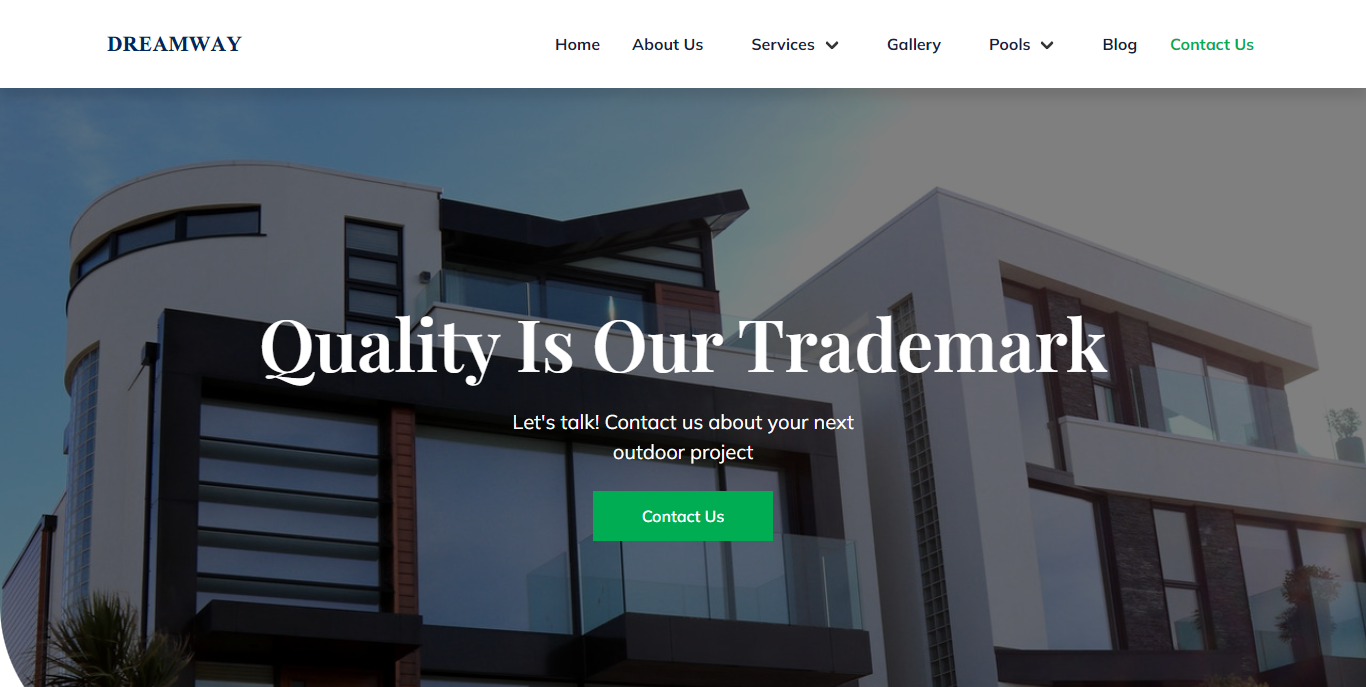 DREAMWAY
Home About Us Services Gallery Pools Blog Contact Us
Quality Is Our Trademark
Let's talk! Contact us about your next
outdoor project
Contact Us